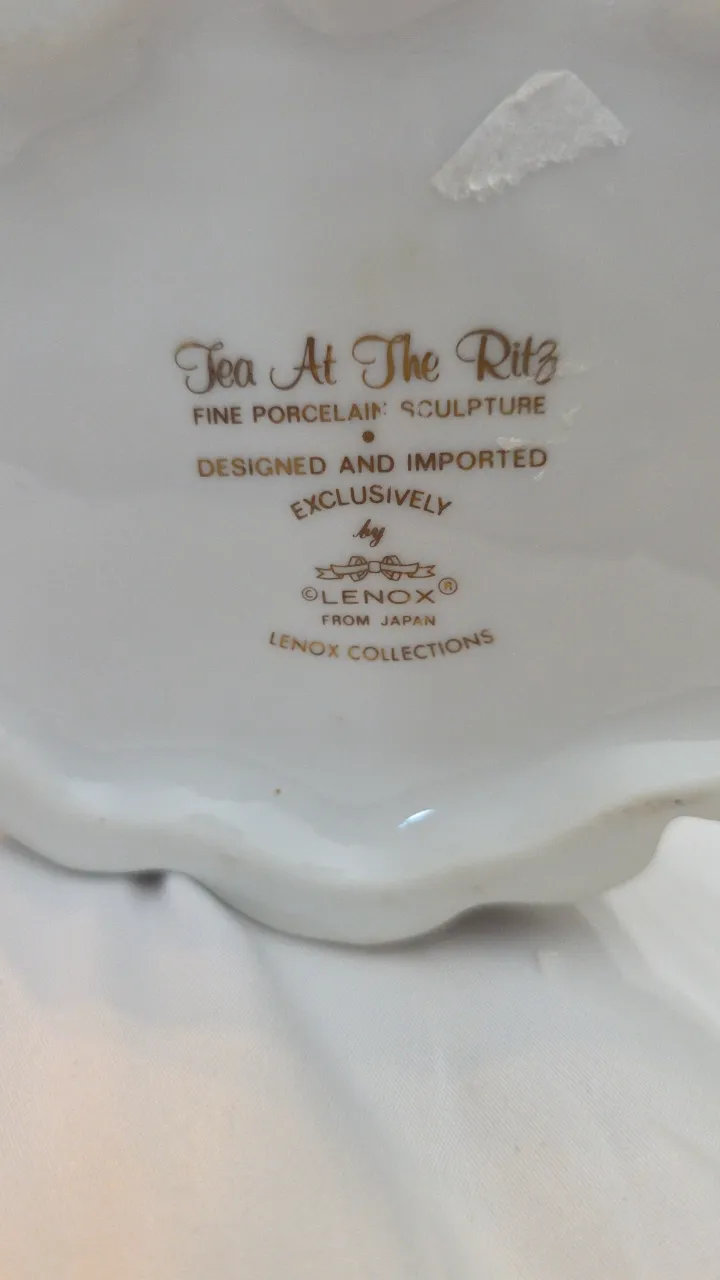 Tea At The Ritz
FINE PORCELAIN SCULPTURE
•
DESIGNED AND IMPORTED
EXCLUSIVELY
by
©LENOX®
FROM JAPAN
LENOX COLLECTIONS